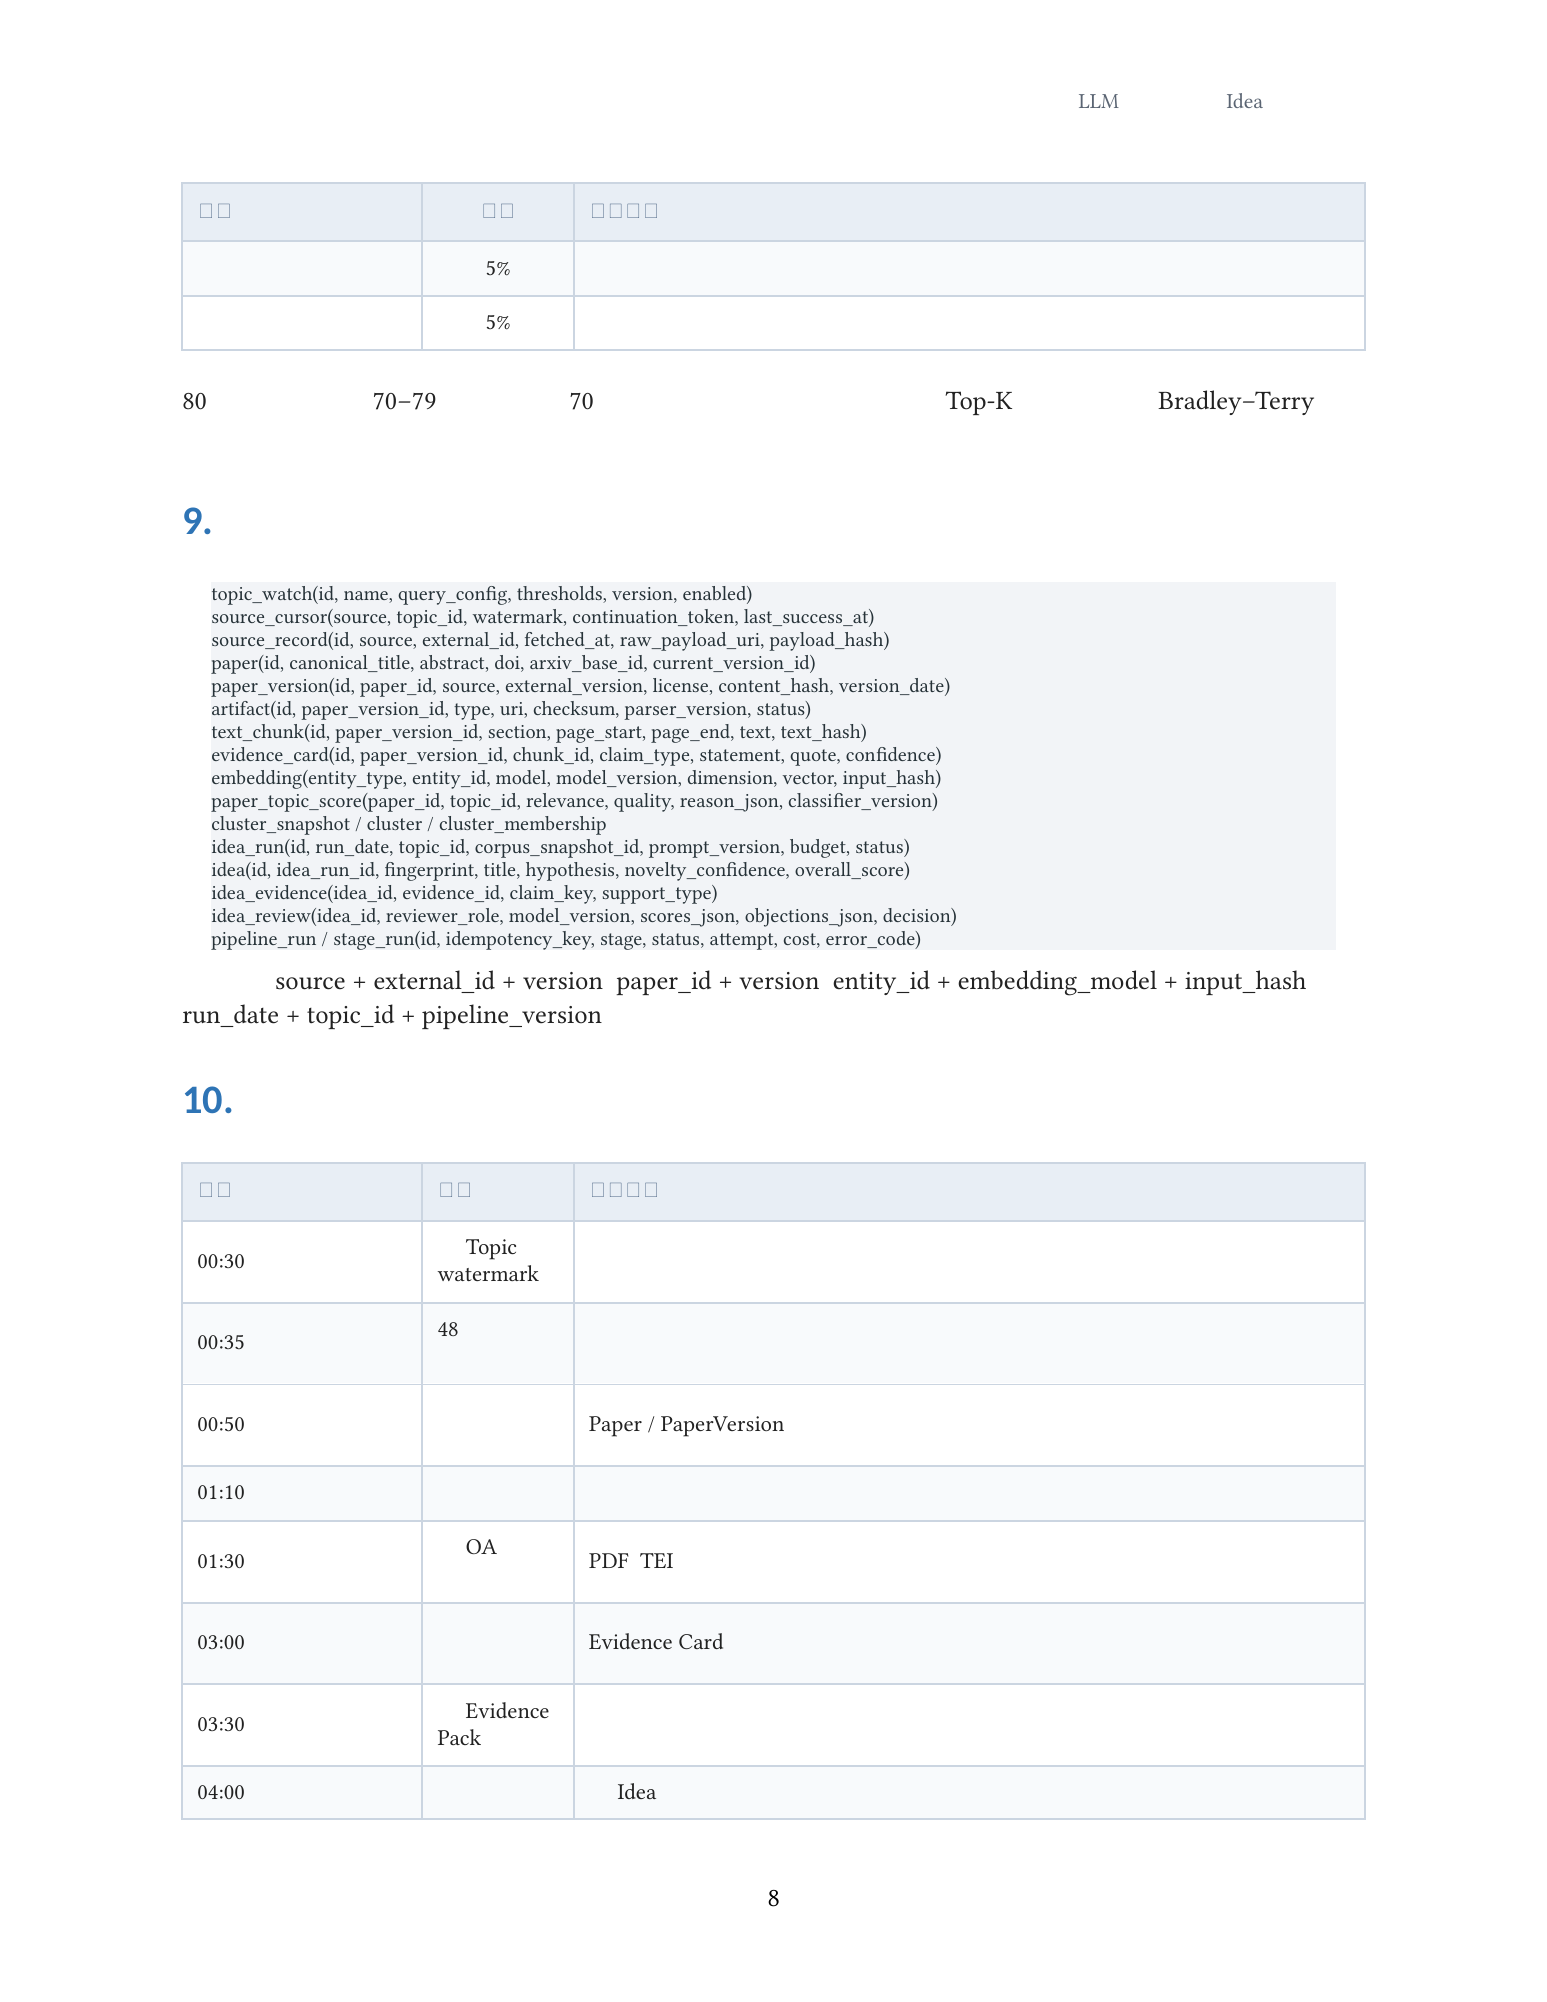 LLM Idea
5%
5%
80 70–79 70 Top-K Bradley–Terry
9.
topic_watch(id, name, query_config, thresholds, version, enabled)
source_cursor(source, topic_id, watermark, continuation_token, last_success_at)
source_record(id, source, external_id, fetched_at, raw_payload_uri, payload_hash)
paper(id, canonical_title, abstract, doi, arxiv_base_id, current_version_id)
paper_version(id, paper_id, source, external_version, license, content_hash, version_date)
artifact(id, paper_version_id, type, uri, checksum, parser_version, status)
text_chunk(id, paper_version_id, section, page_start, page_end, text, text_hash)
evidence_card(id, paper_version_id, chunk_id, claim_type, statement, quote, confidence)
embedding(entity_type, entity_id, model, model_version, dimension, vector, input_hash)
paper_topic_score(paper_id, topic_id, relevance, quality, reason_json, classifier_version)
cluster_snapshot / cluster / cluster_membership
idea_run(id, run_date, topic_id, corpus_snapshot_id, prompt_version, budget, status)
idea(id, idea_run_id, fingerprint, title, hypothesis, novelty_confidence, overall_score)
idea_evidence(idea_id, evidence_id, claim_key, support_type)
idea_review(idea_id, reviewer_role, model_version, scores_json, objections_json, decision)
pipeline_run / stage_run(id, idempotency_key, stage, status, attempt, cost, error_code)
source + external_id + version paper_id + version entity_id + embedding_model + input_hash
run_date + topic_id + pipeline_version
10.
00:30 Topic
watermark
00:35 48
00:50 Paper / PaperVersion
01:10
01:30 OA PDF TEI
03:00 Evidence Card
03:30 Evidence
Pack
04:00 Idea
8